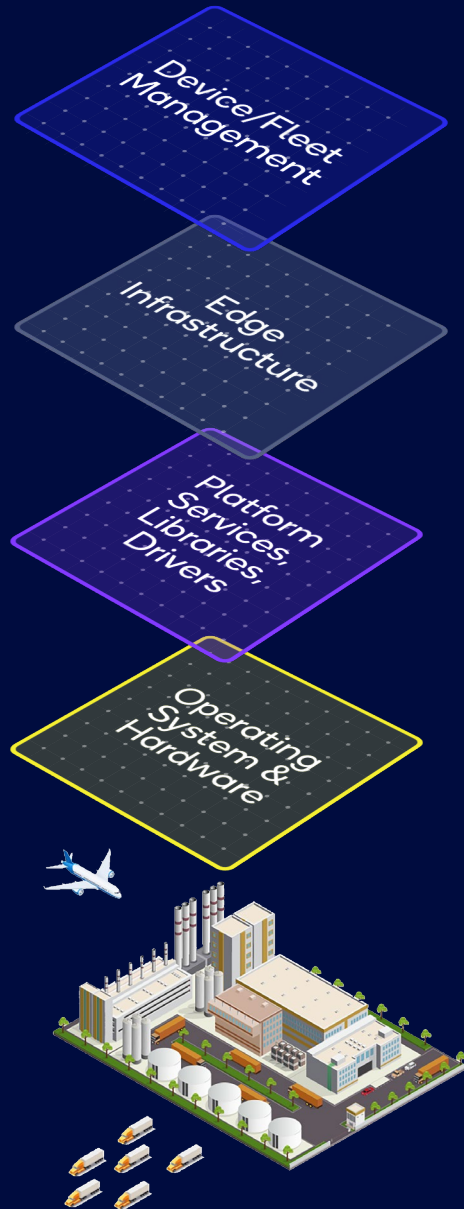 Device/Fleet
Management
Edge
Infrastructure
Platform
Services,
Libraries,
Drivers
Operating
System &
Hardware